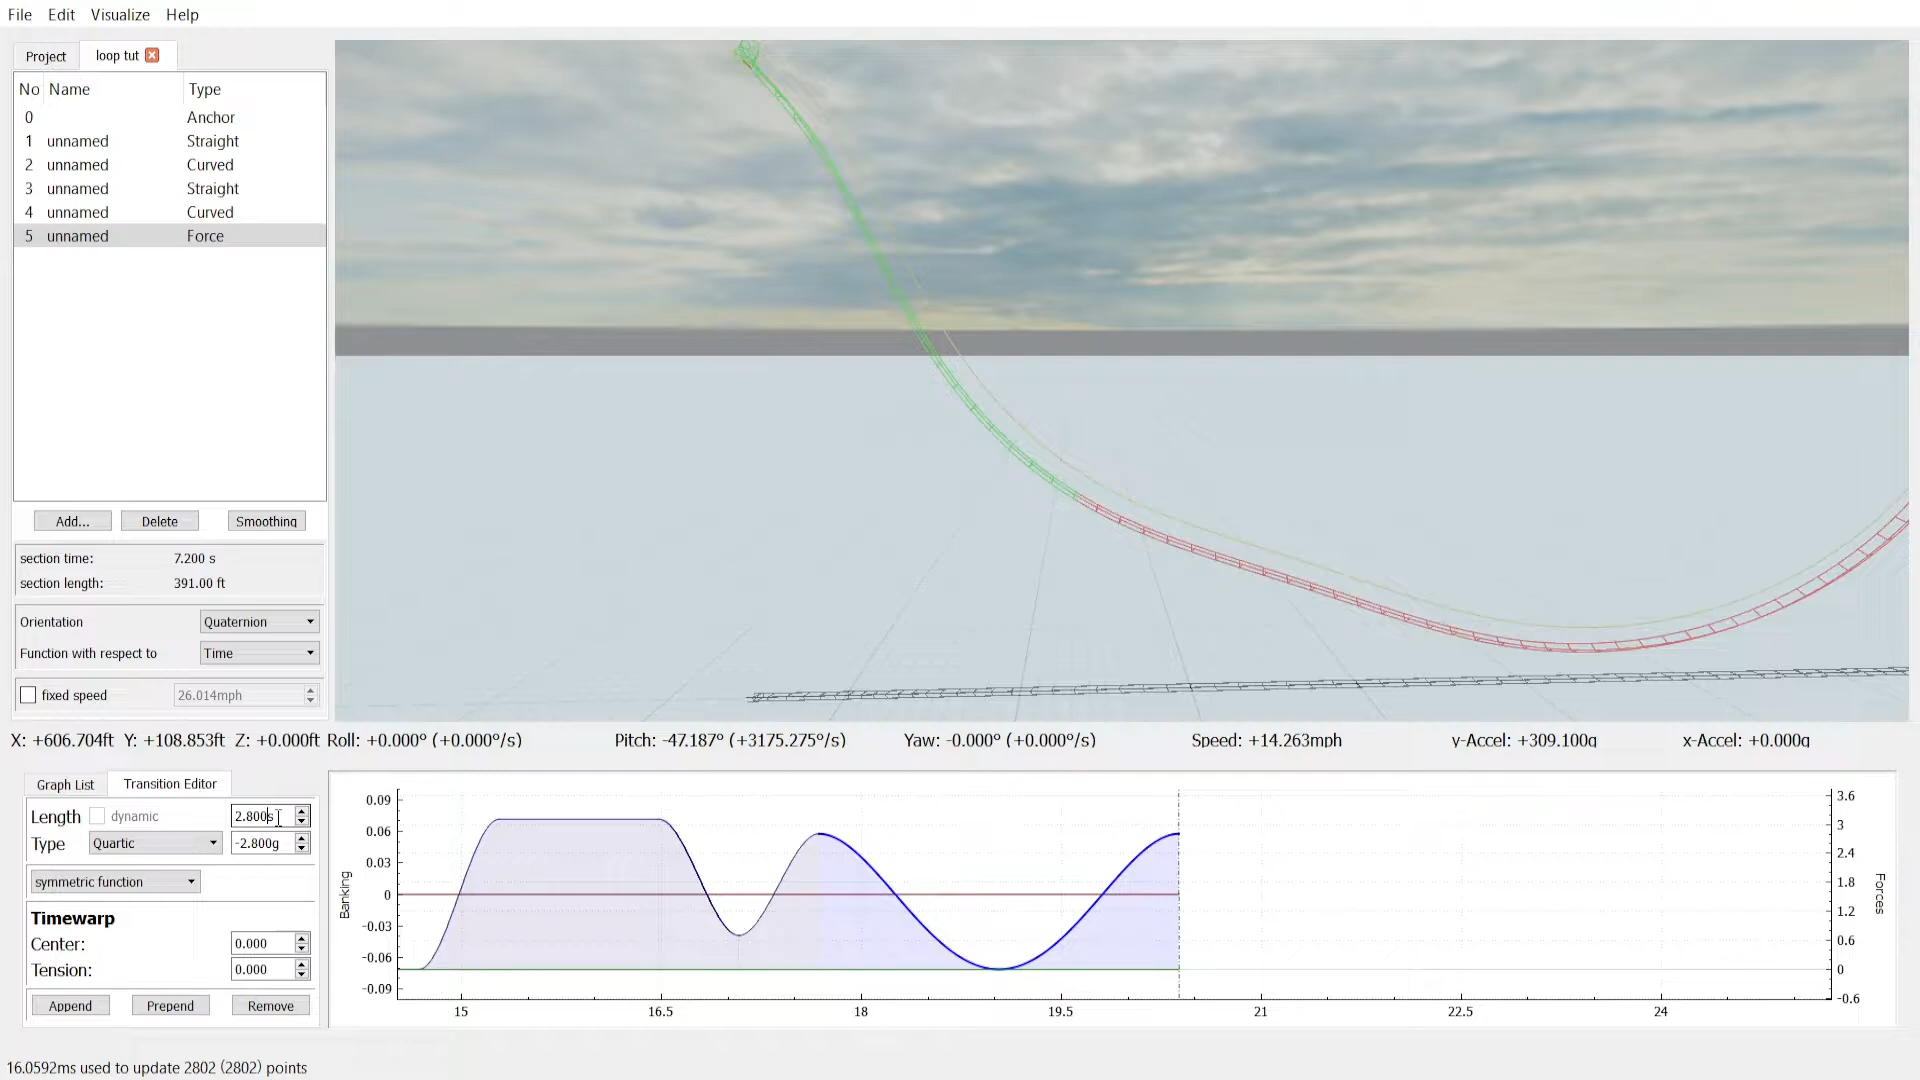 File Edit Visualize Help
Project loop tut
No Name Type
0 Anchor
1 unnamed Straight
2 unnamed Curved
3 unnamed Straight
4 unnamed Curved
5 unnamed Force
Add... Delete Smoothing
section time: 7.200 s
section length: 391.00 ft
Orientation Quaternion
Function with respect to Time
fixed speed 26.014mph
X: +606.704ft Y: +108.853ft Z: +0.000ft Roll: +0.000° (+0.000°/s) Pitch: -47.187° (+3175.275°/s) Yaw: -0.000° (+0.000°/s) Speed: +14.263mph y-Accel: +309.100g x-Accel: +0.000g
Graph List Transition Editor
Length dynamic 2.800s
Type Quartic -2.800g
symmetric function
Timewarp
Center: 0.000
Tension: 0.000
Append Prepend Remove
Banking
0.09
0.06
0.03
0
-0.03
-0.06
-0.09
15 16.5 18 19.5 21 22.5 24
3.6
3
2.4
1.8
1.2
0.6
0
-0.6
Forces
16.0592ms used to update 2802 (2802) points